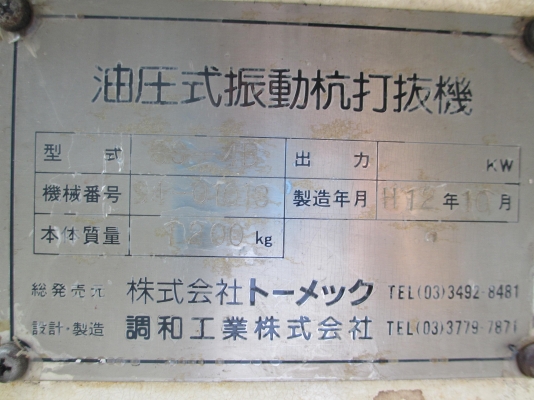 油圧式振動杭打抜機
型式 出力 KW
機械番号 製造年月 H12年 月
本体質量 kg
総発売元 株式会社トーメック TEL(03)3492-8481
設計・製造 調和工業株式会社 TEL(03)3779-7871